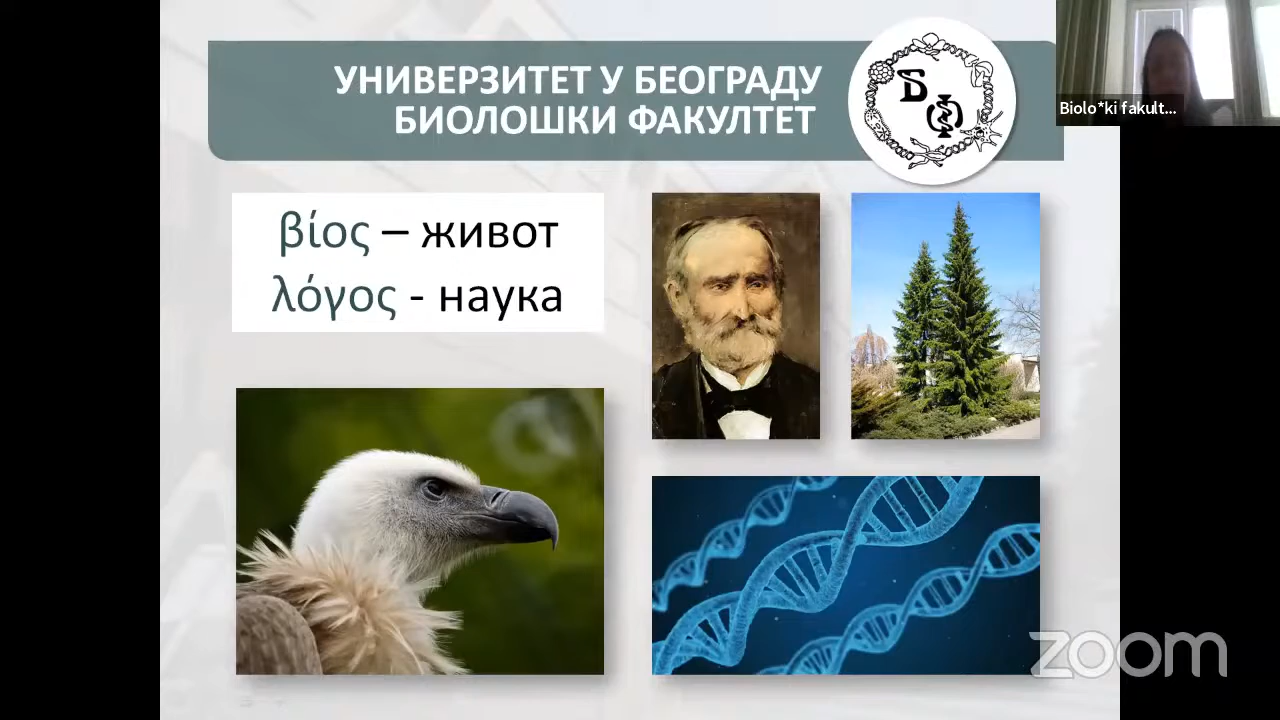 УНИВЕРЗИТЕТ У БЕОГРАДУ
БИОЛОШКИ ФАКУЛТЕТ
Б
Ф
Biolo*ki fakult...
βίος – живот
λόγος - наука
zoom